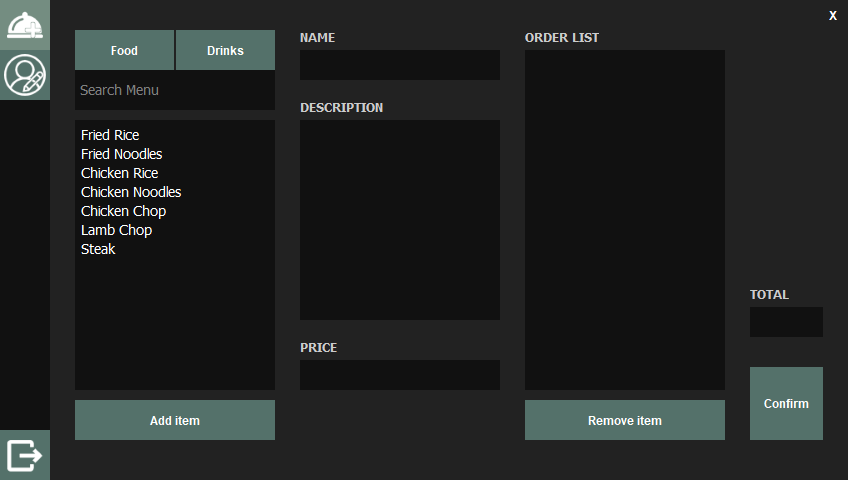 X
Food
Drinks
Search Menu
Fried Rice
Fried Noodles
Chicken Rice
Chicken Noodles
Chicken Chop
Lamb Chop
Steak
Add item
NAME
DESCRIPTION
PRICE
ORDER LIST
Remove item
TOTAL
Confirm